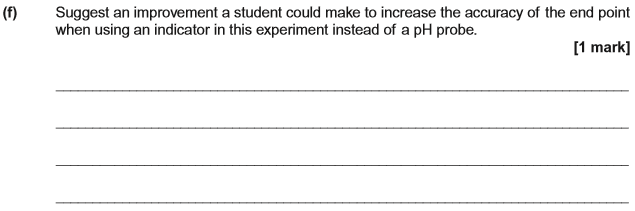 (f) Suggest an improvement a student could make to increase the accuracy of the end point
when using an indicator in this experiment instead of a pH probe.
[1 mark]